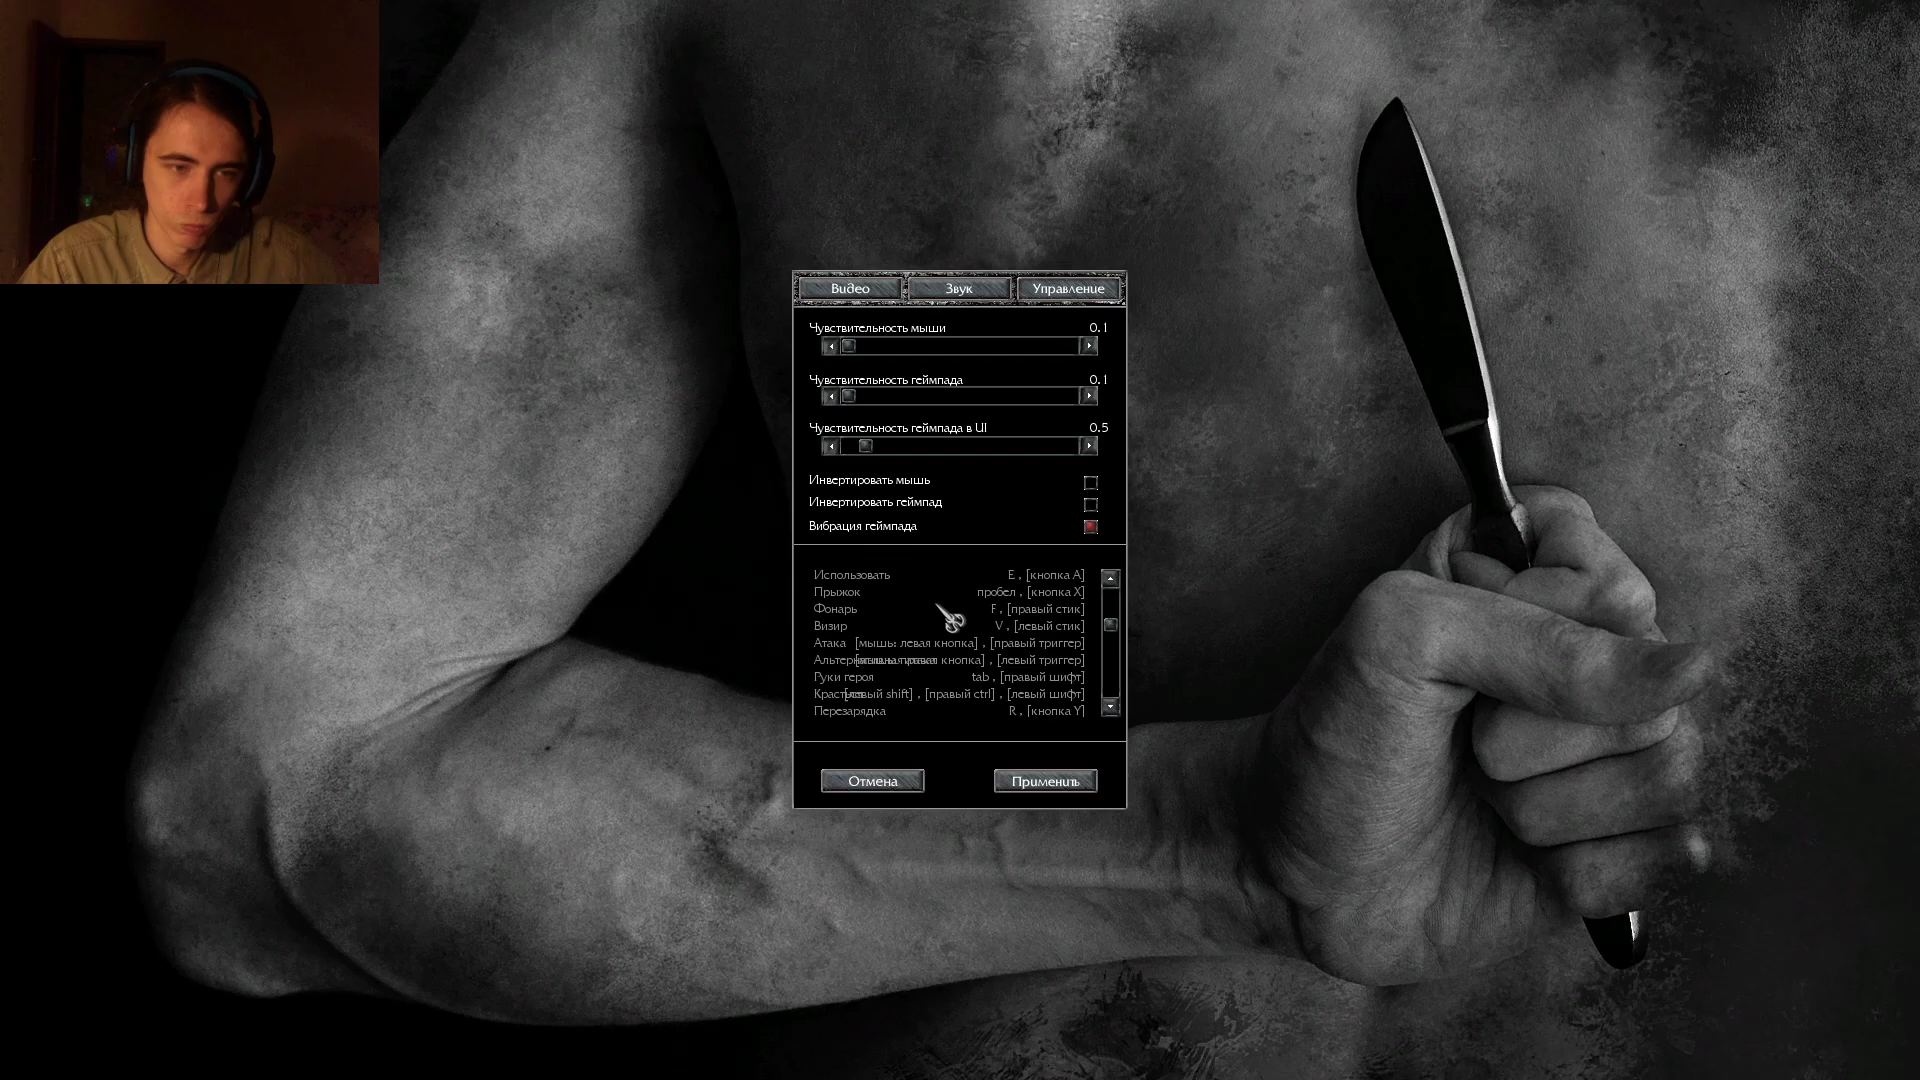 Видео Звук Управление
Чувствительность мыши 0.1
Чувствительность геймпада 0.1
Чувствительность геймпада в UI 0.5
Инвертировать мышь
Инвертировать геймпад
Вибрация геймпада
Использовать E , [кнопка A]
Прыжок пробел , [кнопка X]
Фонарь F , [правый стик]
Визир V , [левый стик]
Атака [мышь: левая кнопка] , [правый триггер]
кнопка] , [левый триггер]
Руки героя tab , [правый шифт]
[левый shift] , [правый ctrl] , [левый шифт]
Перезарядка R , [кнопка Y]
Отмена Применить